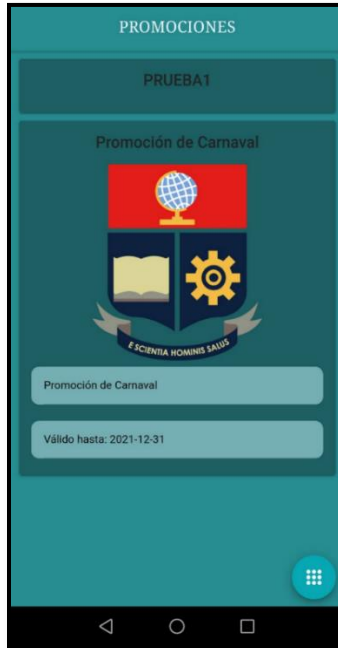 PROMOCIONES
PRUEBA1
Promoción de Carnaval
E SCIENTIA HOMINIS SALUS
Promoción de Carnaval
Válido hasta: 2021-12-31